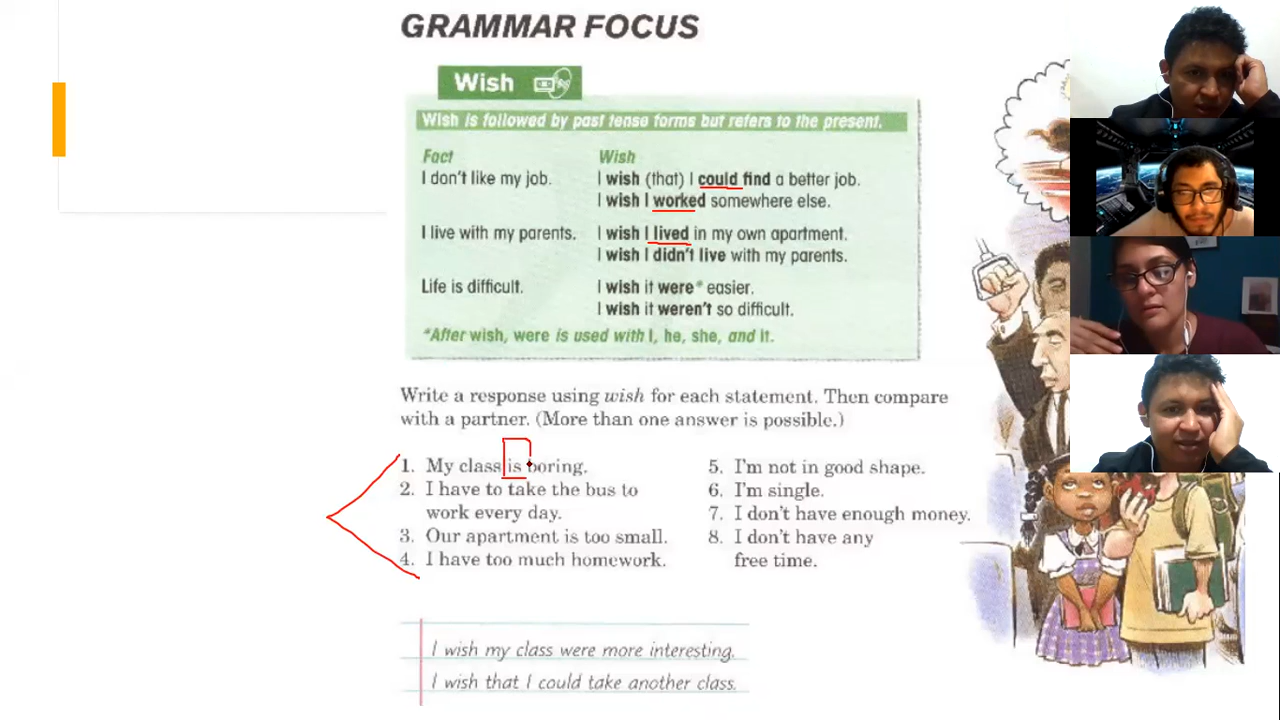 GRAMMAR FOCUS
Wish
Wish is followed by past tense forms but refers to the present.
Fact Wish
I don't like my job. I wish (that) I could find a better job.
I wish I worked somewhere else.
I live with my parents. I wish I lived in my own apartment.
I wish I didn't live with my parents.
Life is difficult. I wish it were* easier.
I wish it weren't so difficult.
*After wish, were is used with I, he, she, and it.
Write a response using wish for each statement. Then compare
with a partner. (More than one answer is possible.)
1. My class is boring.
2. I have to take the bus to
work every day.
3. Our apartment is too small.
4. I have too much homework.
5. I'm not in good shape.
6. I'm single.
7. I don't have enough money.
8. I don't have any
free time.
I wish my class were more interesting.
I wish that I could take another class.